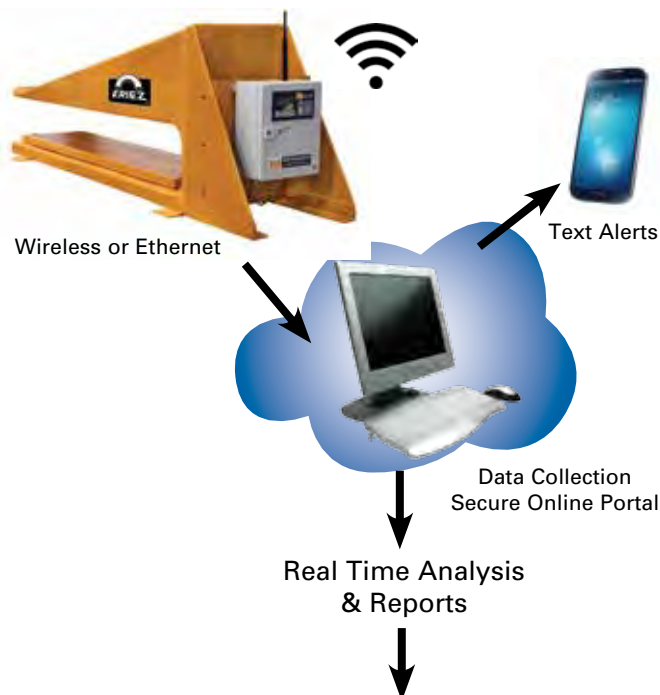 ERIEZ
Wireless or Ethernet
Text Alerts
Data Collection
Secure Online Portal
Real Time Analysis
& Reports